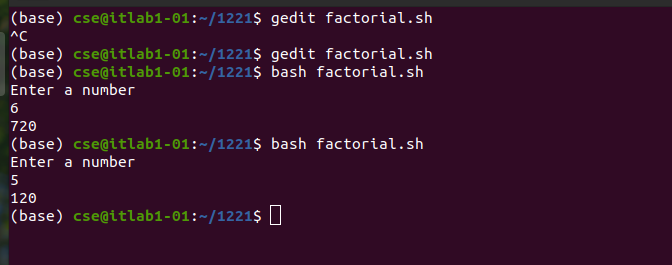 (base) cse@itlab1-01:~/1221$ gedit factorial.sh
^C
(base) cse@itlab1-01:~/1221$ gedit factorial.sh
(base) cse@itlab1-01:~/1221$ bash factorial.sh
Enter a number
6
720
(base) cse@itlab1-01:~/1221$ bash factorial.sh
Enter a number
5
120
(base) cse@itlab1-01:~/1221$